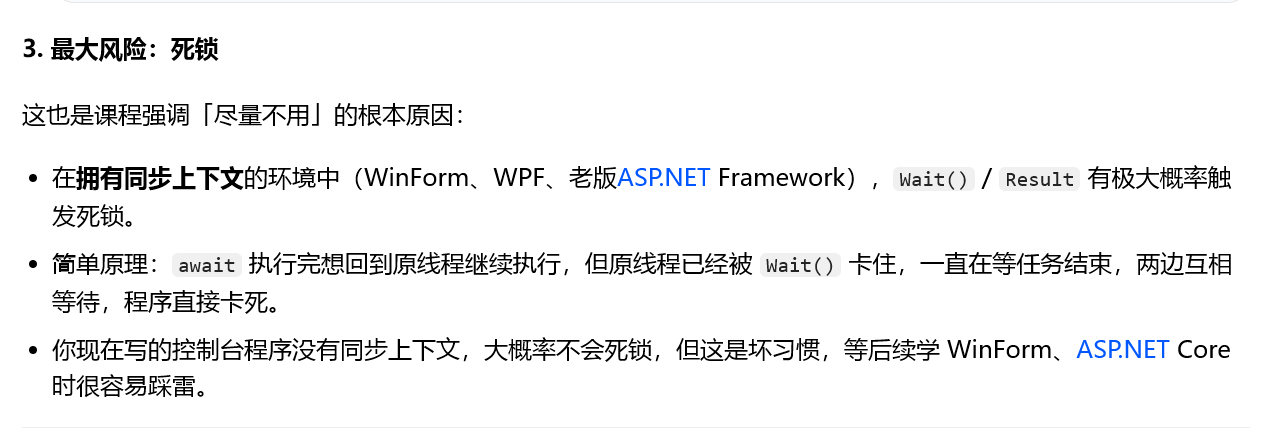 3. 最大风险：死锁
这也是课程强调「尽量不用」的根本原因：
• 在拥有同步上下文的环境中（WinForm、WPF、老版ASP.NET Framework），Wait() / Result 有极大概率触
发死锁。
• 简单原理：await 执行完想回到原线程继续执行，但原线程已经被 Wait() 卡住，一直在等任务结束，两边互相
等待，程序直接卡死。
• 你现在写的控制台程序没有同步上下文，大概率不会死锁，但这是坏习惯，等后续学 WinForm、ASP.NET Core
时很容易踩雷。